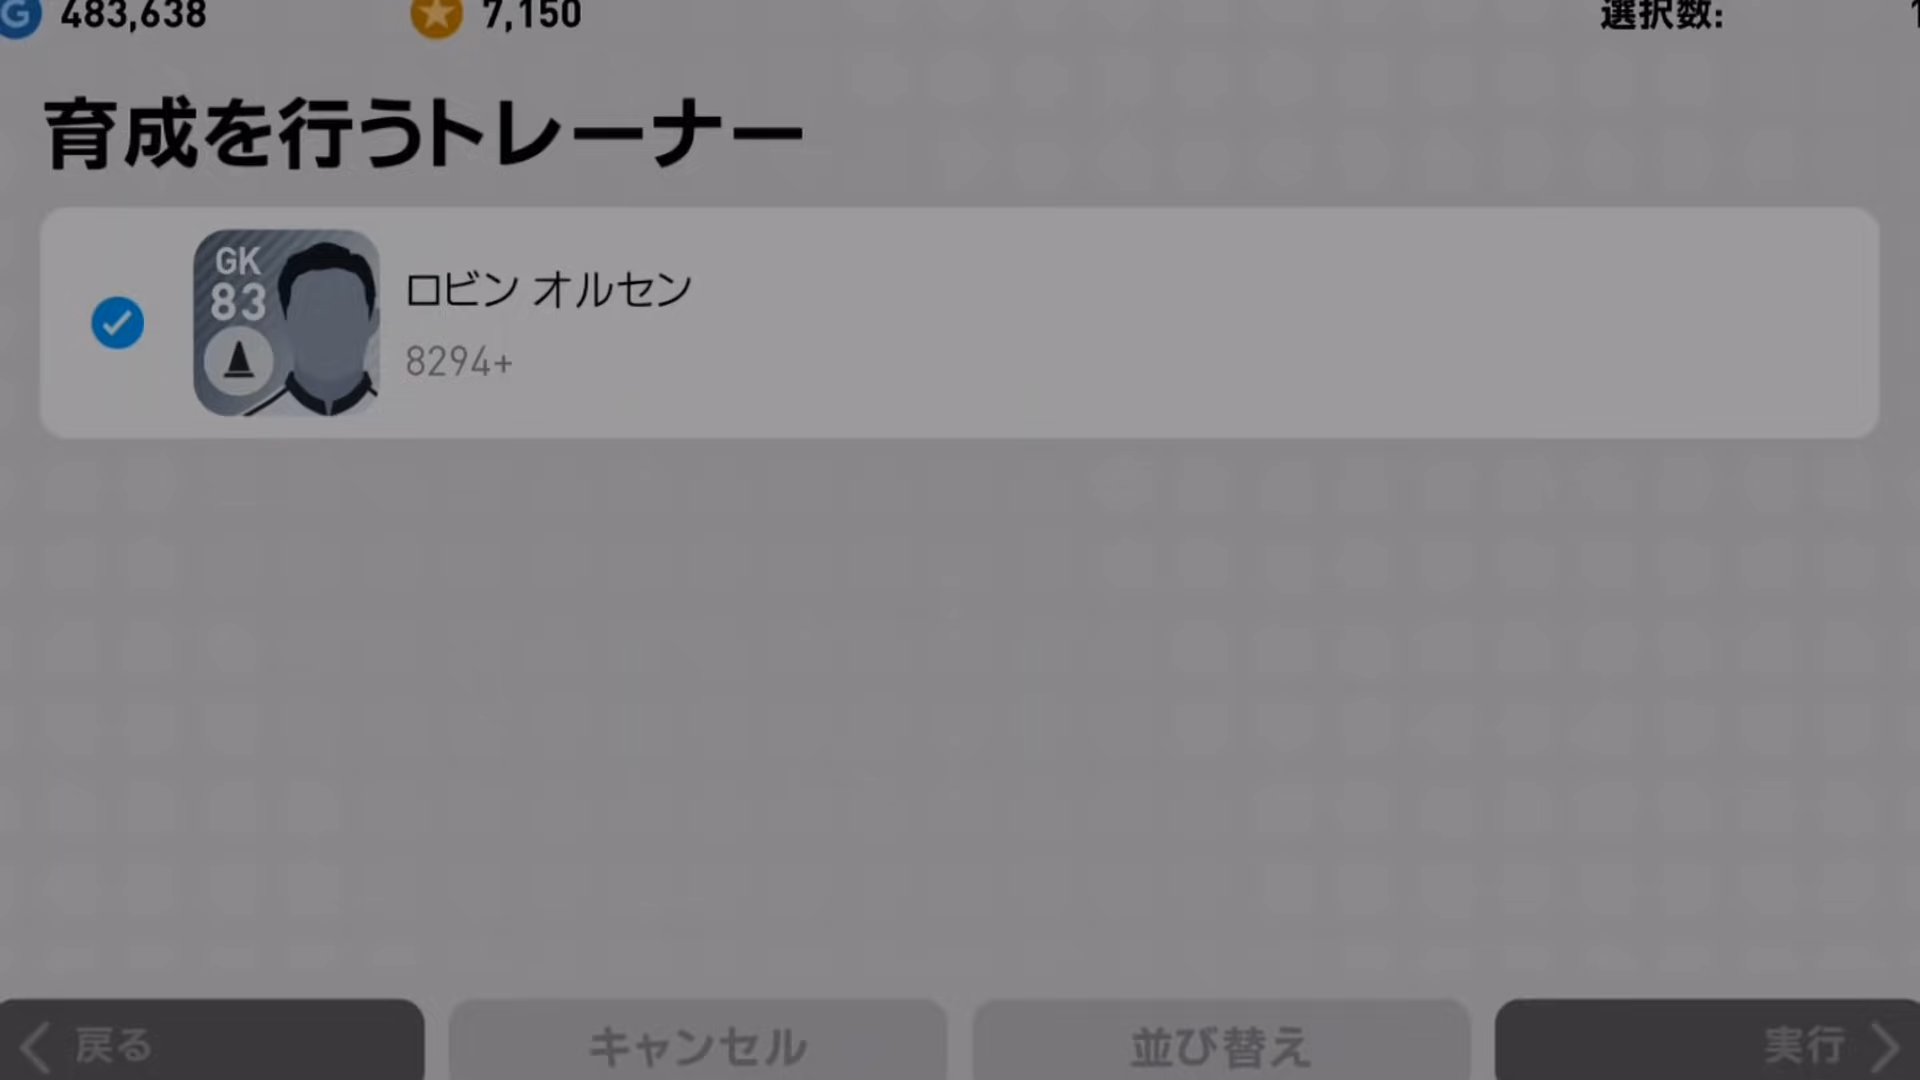 G 483,638 7,150 選択数: 1
育成を行うトレーナー
GK
83
ロビン オルセン
8294+
戻る キャンセル 並び替え 実行